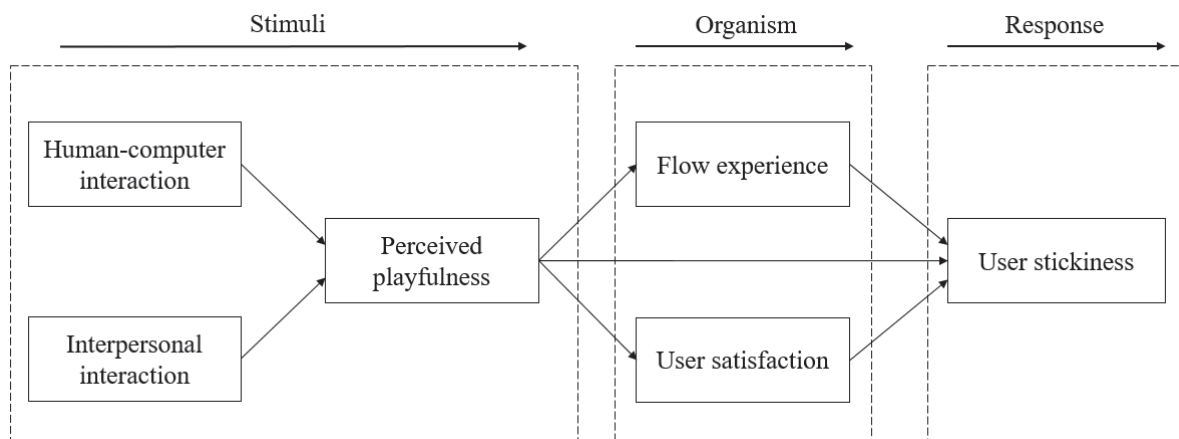 Stimuli
Organism
Response
Human-computer
interaction
Flow experience
Perceived
playfulness
User stickiness
Interpersonal
interaction
User satisfaction